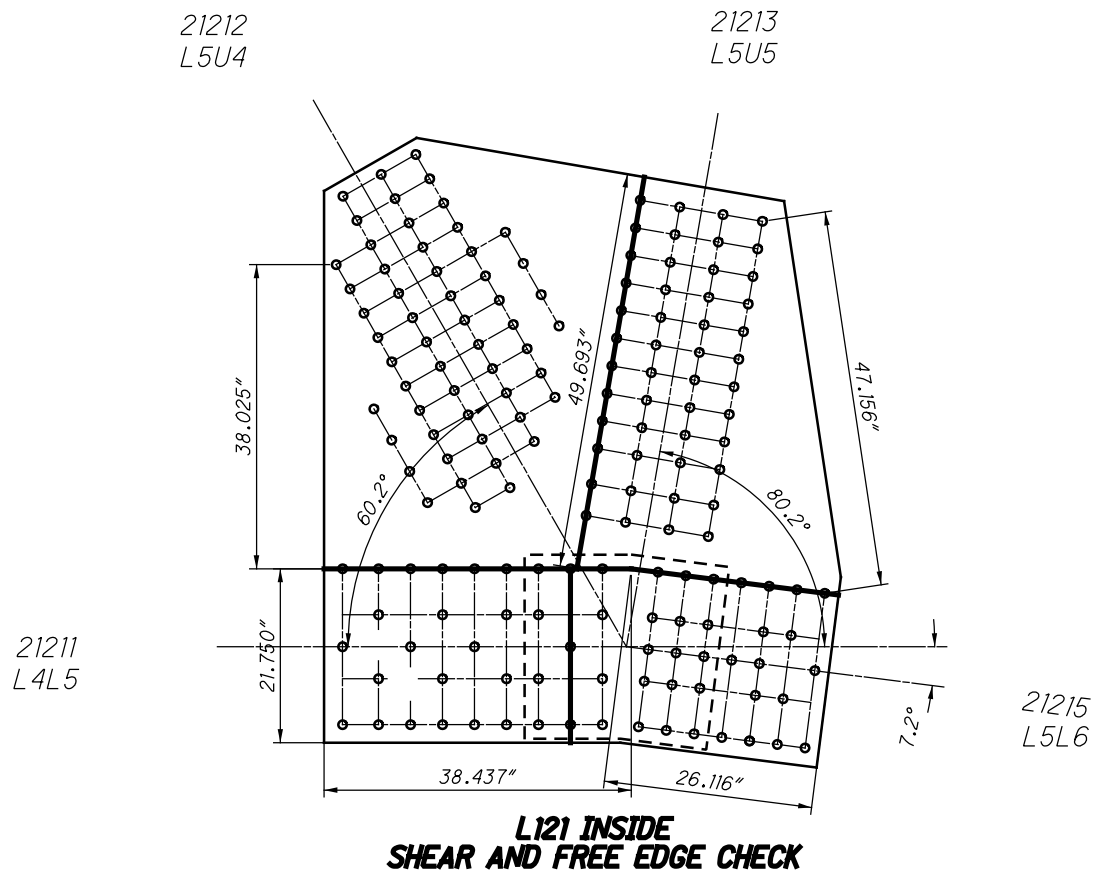 21212
L5U4
21213
L5U5
49.693"
47.156"
38.025"
60.2°
80.2°
21.750"
21211
L4L5
7.2°
21215
L5L6
38.437"
26.116"
L121 INSIDE
SHEAR AND FREE EDGE CHECK